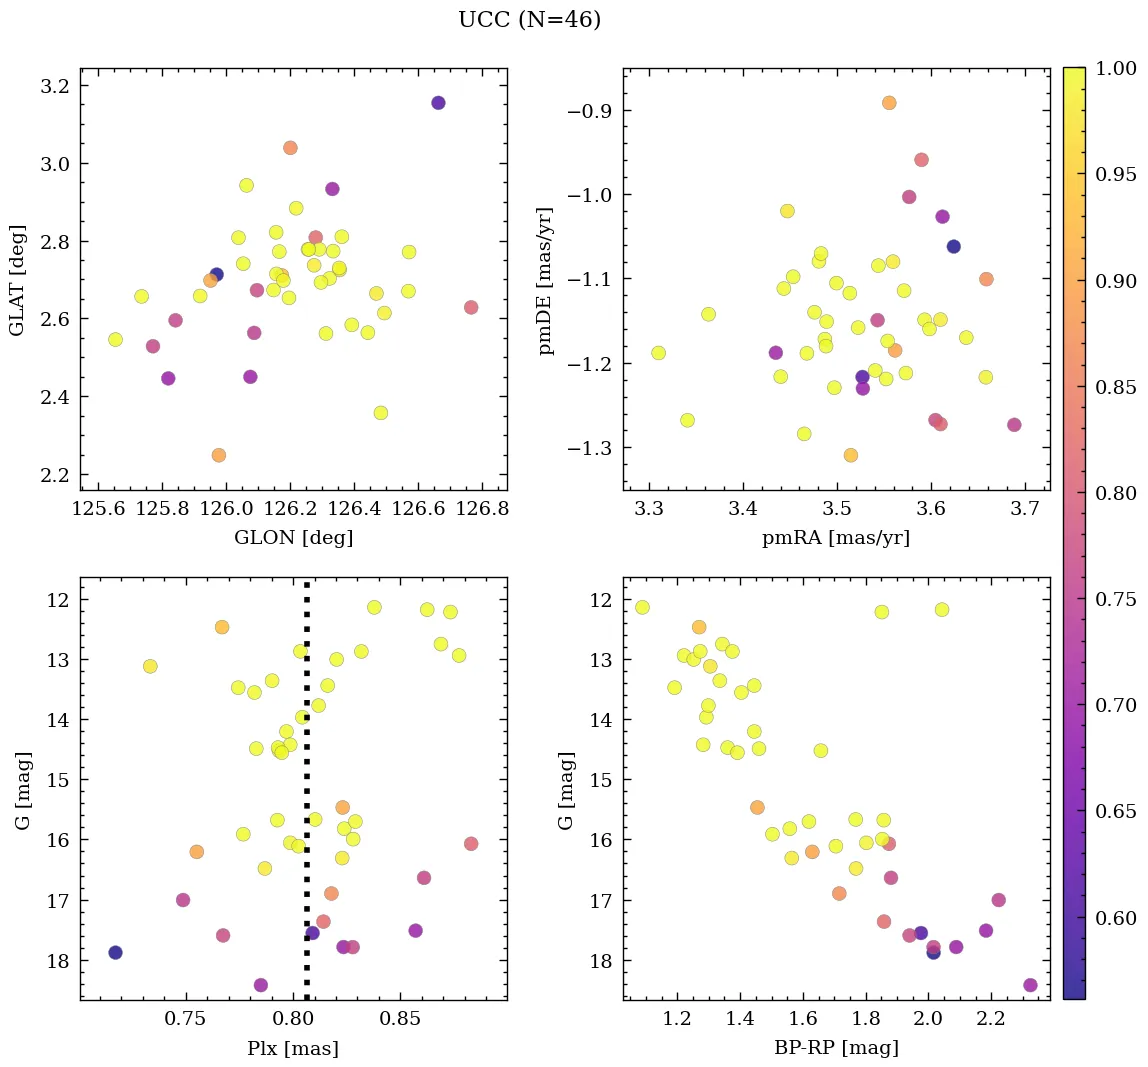 UCC (N=46)
3.2
3.0
2.8
2.6
2.4
2.2
GLAT [deg]
125.6 125.8 126.0 126.2 126.4 126.6 126.8
GLON [deg]
−0.9
−1.0
−1.1
−1.2
−1.3
pmDE [mas/yr]
3.3 3.4 3.5 3.6 3.7
pmRA [mas/yr]
12
13
14
15
16
17
18
G [mag]
0.75 0.80 0.85
Plx [mas]
12
13
14
15
16
17
18
G [mag]
1.2 1.4 1.6 1.8 2.0 2.2
BP-RP [mag]
1.00
0.95
0.90
0.85
0.80
0.75
0.70
0.65
0.60